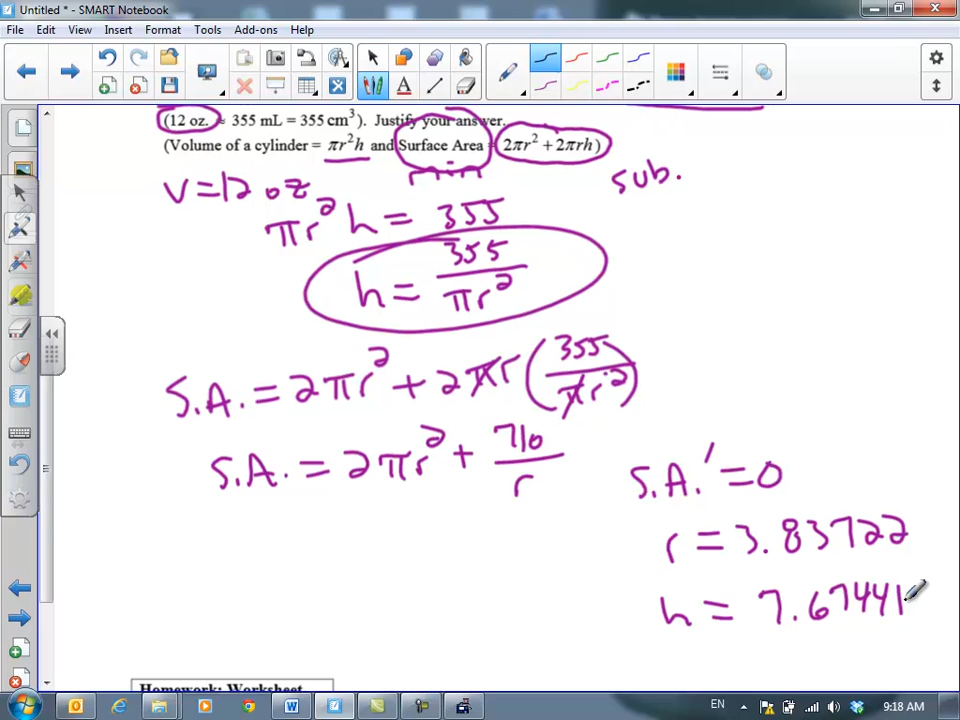 Untitled * - SMART Notebook
File Edit View Insert Format Tools Add-ons Help
(12 oz. ≈ 355 mL = 355 cm³). Justify your answer.
(Volume of a cylinder = πr²h and Surface Area = 2πr² + 2πrh)
min
sub.
V=12 oz
πr²h = 355
h = 355/πr²
S.A. = 2πr² + 2πr(355/πr²)
S.A. = 2πr² + 710/r
S.A.' = 0
r = 3.83722
h = 7.67441
Homework: Worksheet
EN
9:18 AM